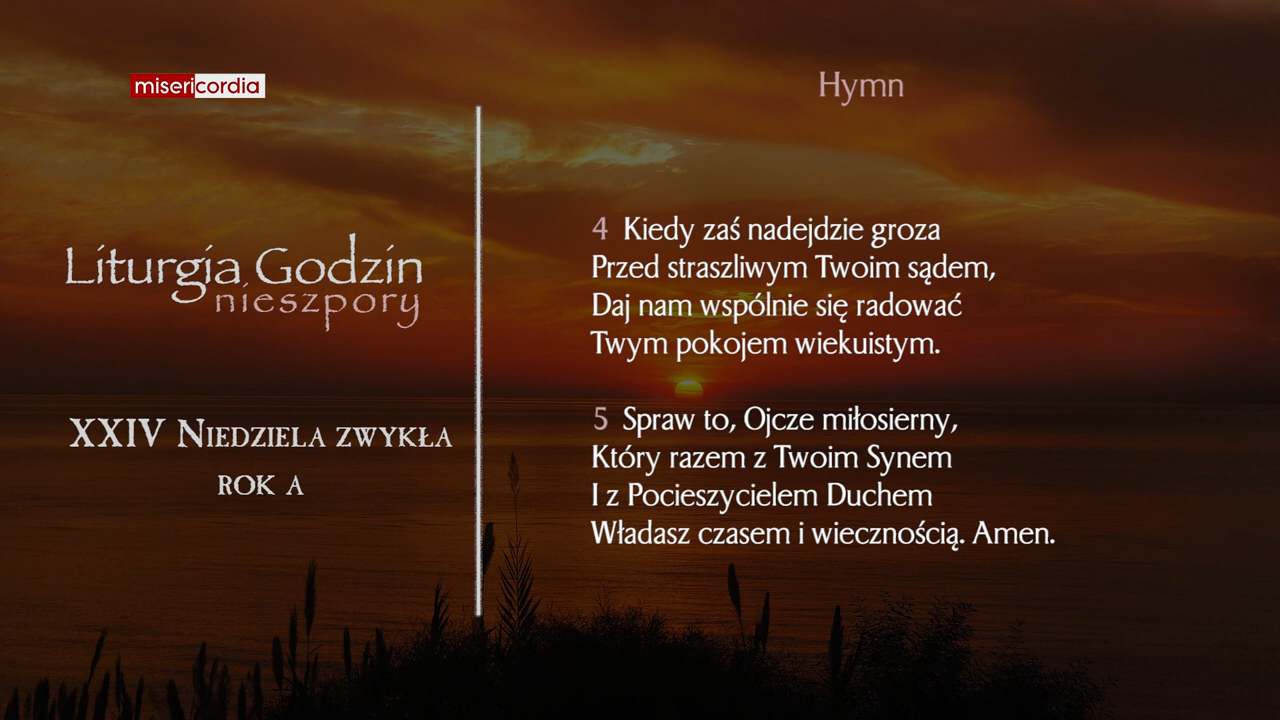 misericordia
Liturgia Godzin
nieszpory
XXIV Niedziela zwykła
rok A
Hymn
4 Kiedy zaś nadejdzie groza
Przed straszliwym Twoim sądem,
Daj nam wspólnie się radować
Twym pokojem wiekuistym.
5 Spraw to, Ojcze miłosierny,
Który razem z Twoim Synem
I z Pocieszycielem Duchem
Władasz czasem i wiecznością. Amen.